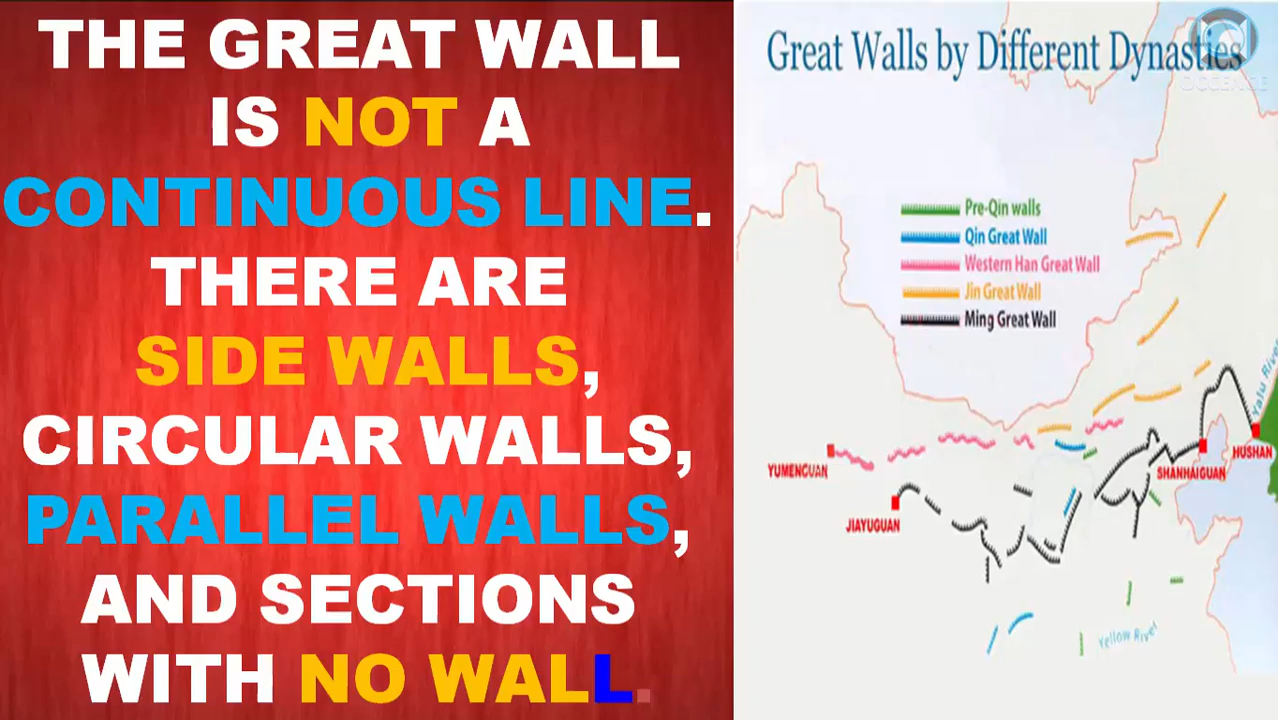 THE GREAT WALL
IS NOT A
CONTINUOUS LINE.
THERE ARE
SIDE WALLS,
CIRCULAR WALLS,
PARALLEL WALLS,
AND SECTIONS
WITH NO WALL.
Great Walls by Different Dynasties
Pre-Qin walls
Qin Great Wall
Western Han Great Wall
Jin Great Wall
Ming Great Wall
Yalu River
HUSHAN
SHANHAIGUAN
YUMENGUAN
JIAYUGUAN
Yellow River